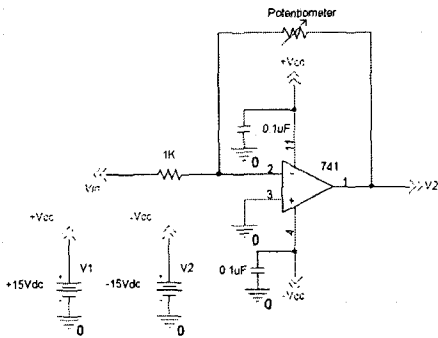 Potentiometer
+Vcc
0.1uF
0
1K
11
741
2
1
Vin
V2
3
0
4
+Vcc
-Vcc
0.1uF
V1
V2
+15Vdc
-15Vdc
0
-Vcc
0
0